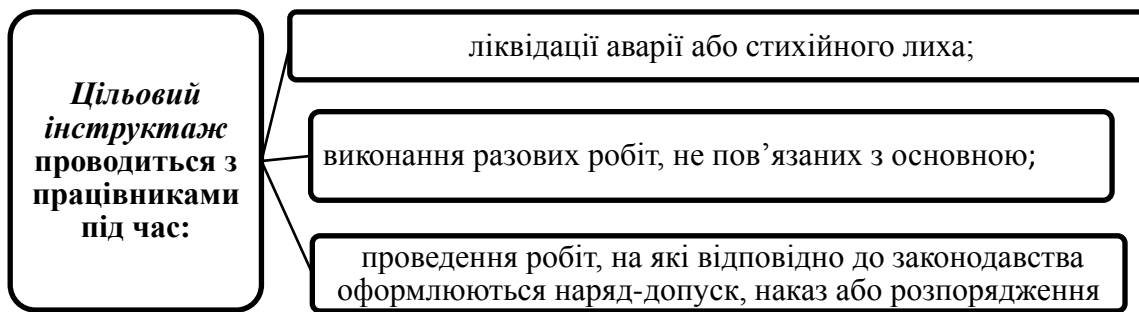 Цільовий
інструктаж
проводиться з
працівниками
під час:
ліквідації аварії або стихійного лиха;
виконання разових робіт, не пов’язаних з основною;
проведення робіт, на які відповідно до законодавства
оформлюються наряд-допуск, наказ або розпорядження